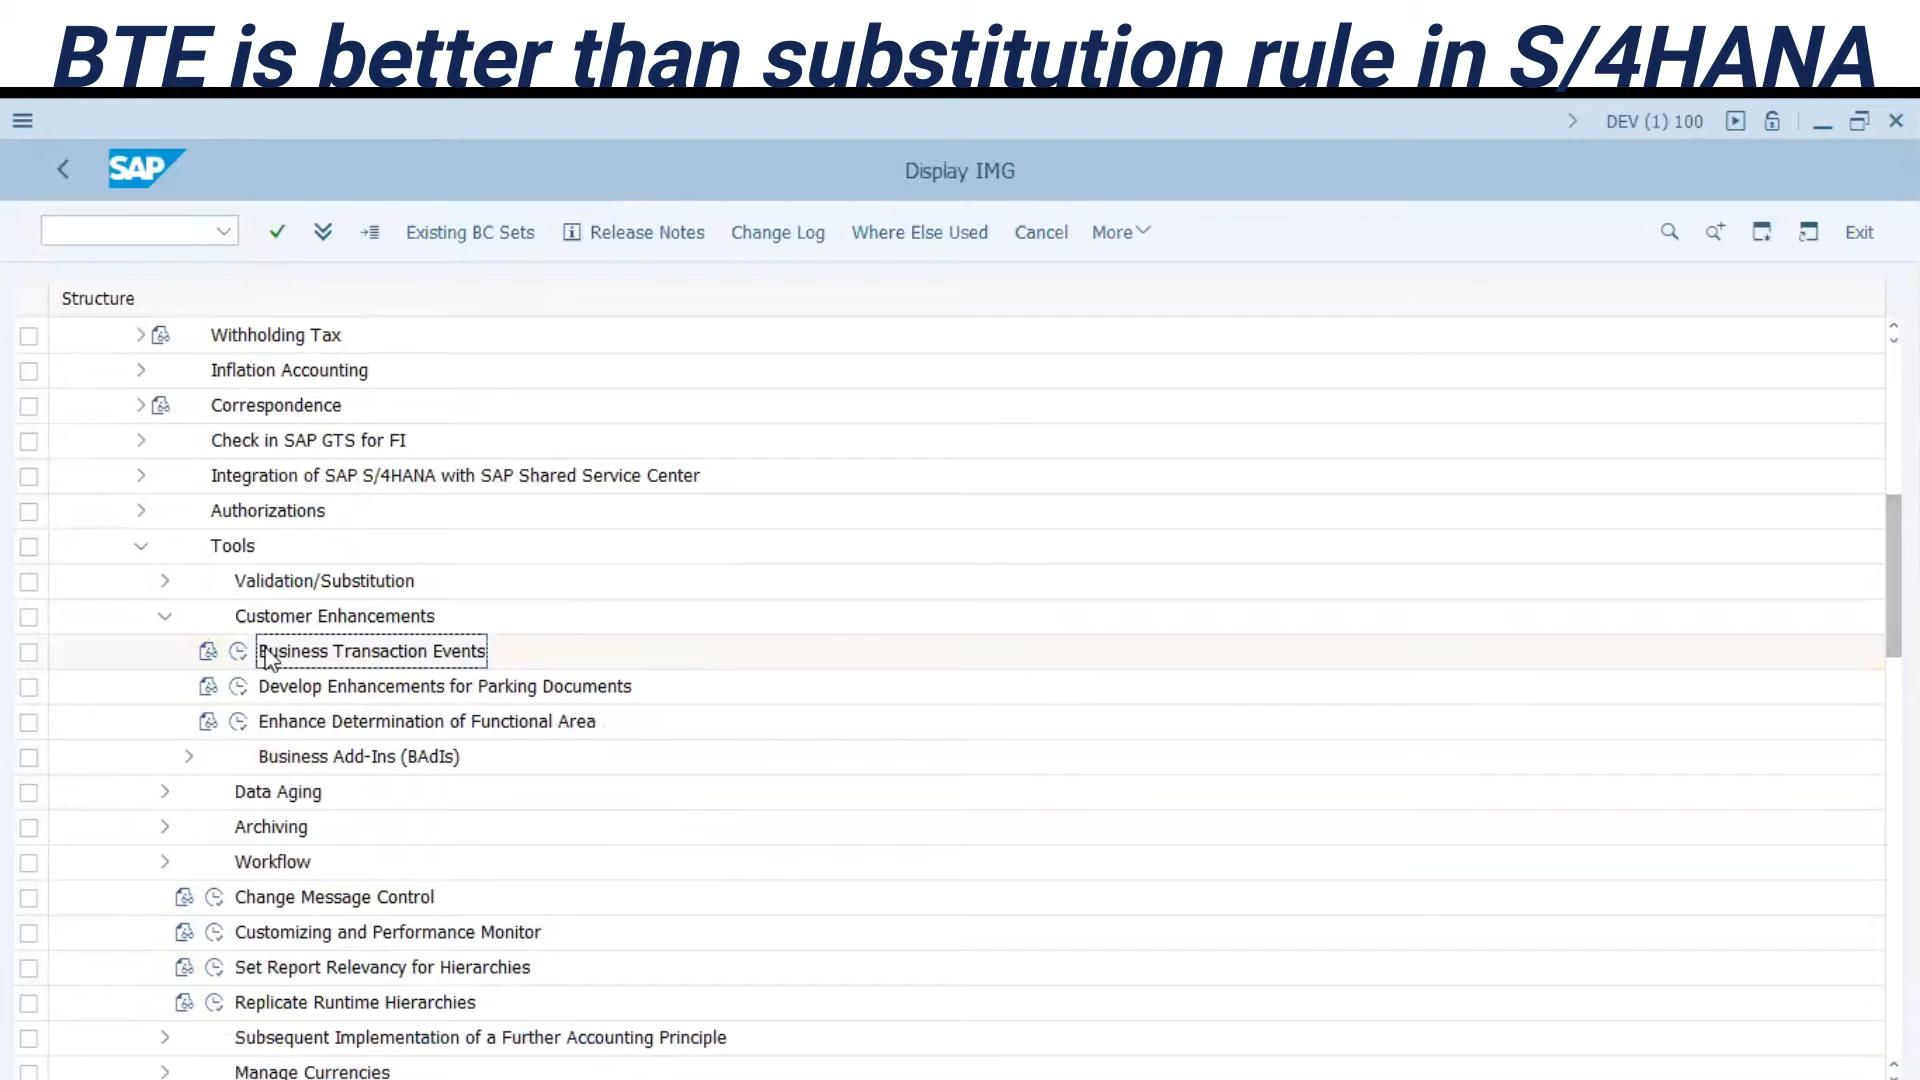 BTE is better than substitution rule in S/4HANA
DEV (1) 100
SAP
Display IMG
Existing BC Sets
Release Notes
Change Log
Where Else Used
Cancel
More
Exit
Structure
Withholding Tax
Inflation Accounting
Correspondence
Check in SAP GTS for FI
Integration of SAP S/4HANA with SAP Shared Service Center
Authorizations
Tools
Validation/Substitution
Customer Enhancements
Business Transaction Events
Develop Enhancements for Parking Documents
Enhance Determination of Functional Area
Business Add-Ins (BAdIs)
Data Aging
Archiving
Workflow
Change Message Control
Customizing and Performance Monitor
Set Report Relevancy for Hierarchies
Replicate Runtime Hierarchies
Subsequent Implementation of a Further Accounting Principle
Manage Currencies